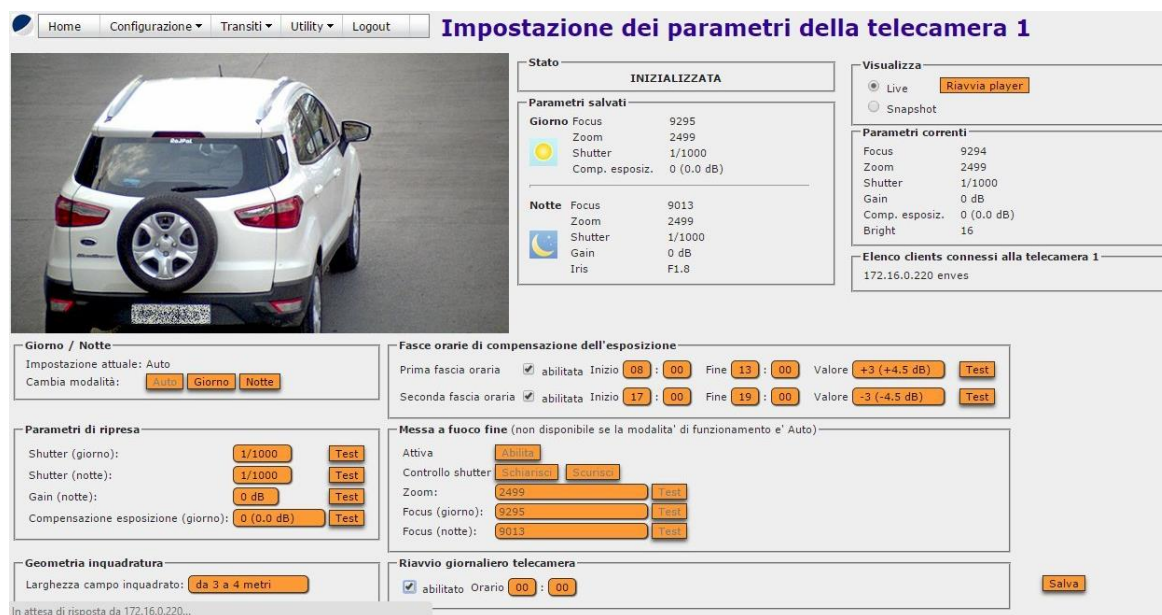 Home Configurazione Transiti Utility Logout
Impostazione dei parametri della telecamera 1
Stato
INIZIALIZZATA
Parametri salvati
Giorno Focus 9295
Zoom 2499
Shutter 1/1000
Comp. esposiz. 0 (0.0 dB)
Notte Focus 9013
Zoom 2499
Shutter 1/1000
Gain 0 dB
Iris F1.8
Visualizza
Live Riavvia player
Snapshot
Parametri correnti
Focus 9294
Zoom 2499
Shutter 1/1000
Gain 0 dB
Comp. esposiz. 0 (0.0 dB)
Bright 16
Elenco clients connessi alla telecamera 1
172.16.0.220 enves
Giorno / Notte
Impostazione attuale: Auto
Cambia modalità: Auto Giorno Notte
Fasce orarie di compensazione dell'esposizione
Prima fascia oraria abilitata Inizio 08 : 00 Fine 13 : 00 Valore +3 (+4.5 dB) Test
Seconda fascia oraria abilitata Inizio 17 : 00 Fine 19 : 00 Valore -3 (-4.5 dB) Test
Parametri di ripresa
Shutter (giorno): 1/1000 Test
Shutter (notte): 1/1000 Test
Gain (notte): 0 dB Test
Compensazione esposizione (giorno): 0 (0.0 dB) Test
Messa a fuoco fine (non disponibile se la modalita' di funzionamento e' Auto)
Attiva Abilita
Controllo shutter Schiarisci Scurisci
Zoom: 2499 Test
Focus (giorno): 9295 Test
Focus (notte): 9013 Test
Geometria inquadratura
Larghezza campo inquadrato: da 3 a 4 metri
Riavvio giornaliero telecamera
abilitato Orario 00 : 00
Salva
In attesa di risposta da 172.16.0.220...